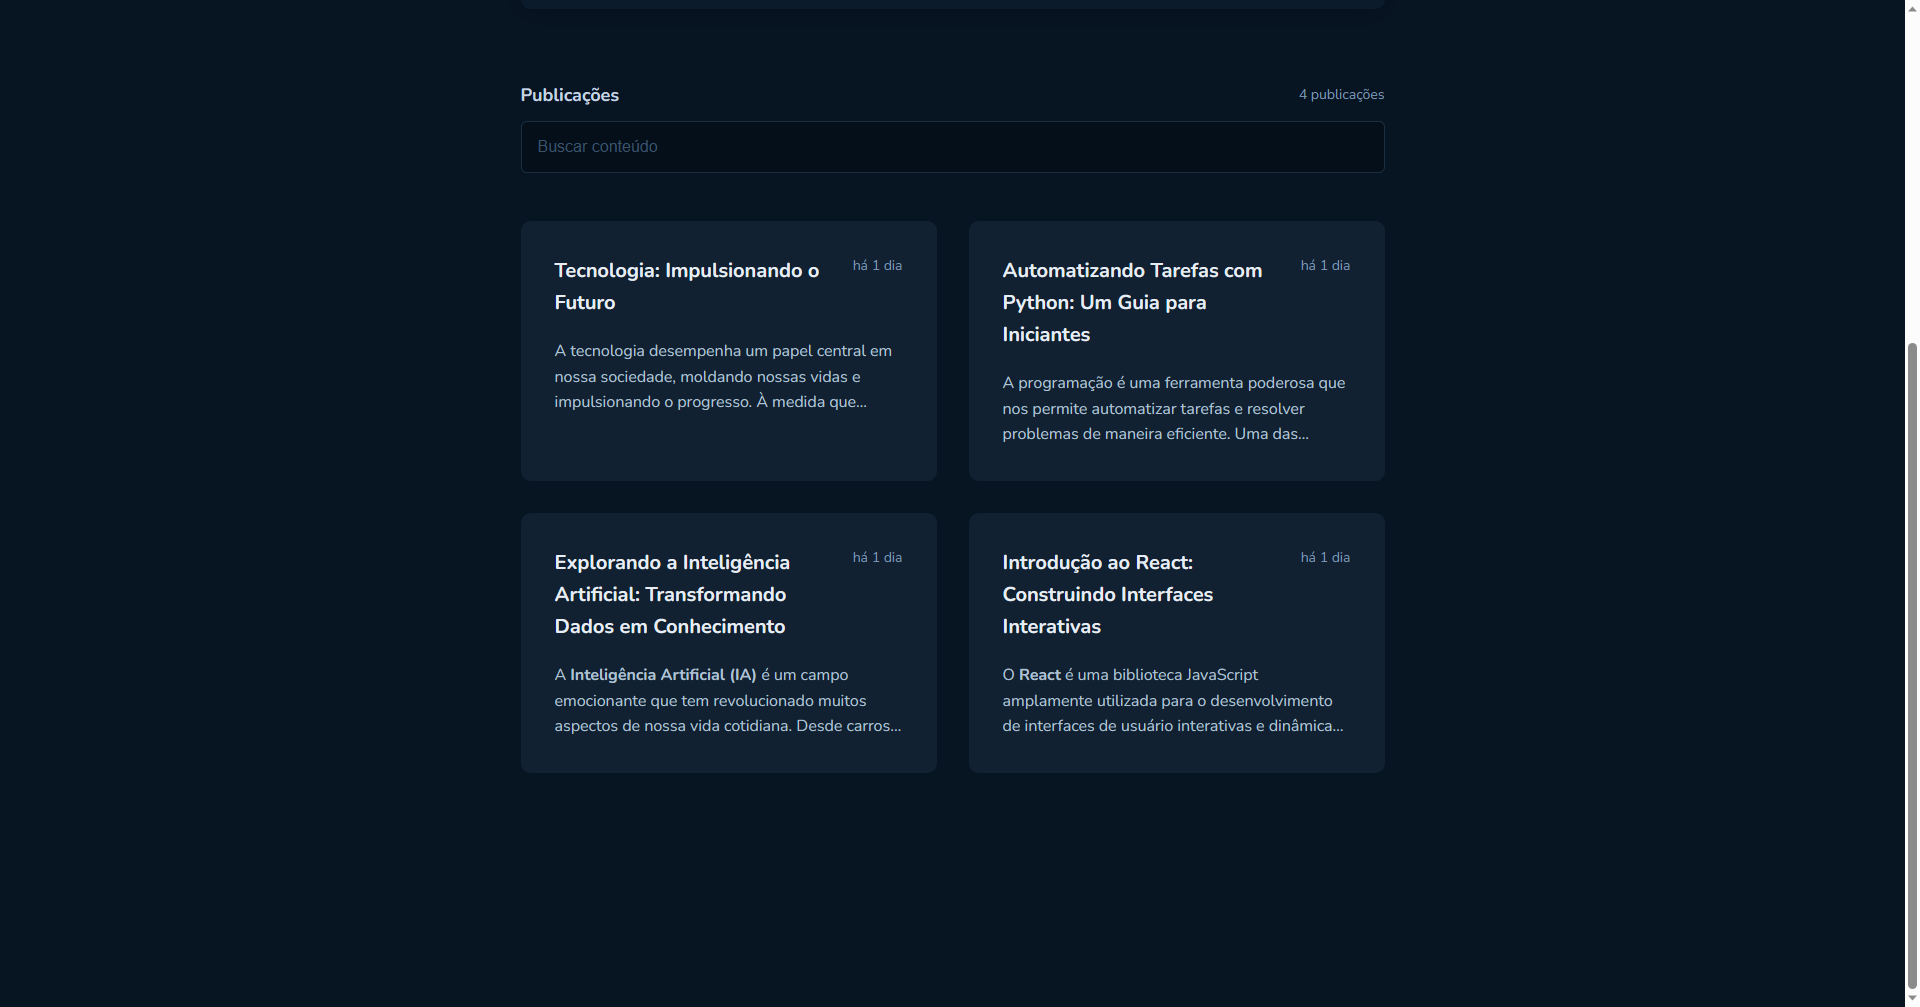 Publicações
4 publicações
Buscar conteúdo
Tecnologia: Impulsionando o
Futuro
há 1 dia
A tecnologia desempenha um papel central em
nossa sociedade, moldando nossas vidas e
impulsionando o progresso. À medida que...
Automatizando Tarefas com
Python: Um Guia para
Iniciantes
há 1 dia
A programação é uma ferramenta poderosa que
nos permite automatizar tarefas e resolver
problemas de maneira eficiente. Uma das...
Explorando a Inteligência
Artificial: Transformando
Dados em Conhecimento
há 1 dia
A Inteligência Artificial (IA) é um campo
emocionante que tem revolucionado muitos
aspectos de nossa vida cotidiana. Desde carros...
Introdução ao React:
Construindo Interfaces
Interativas
há 1 dia
O React é uma biblioteca JavaScript
amplamente utilizada para o desenvolvimento
de interfaces de usuário interativas e dinâmica...